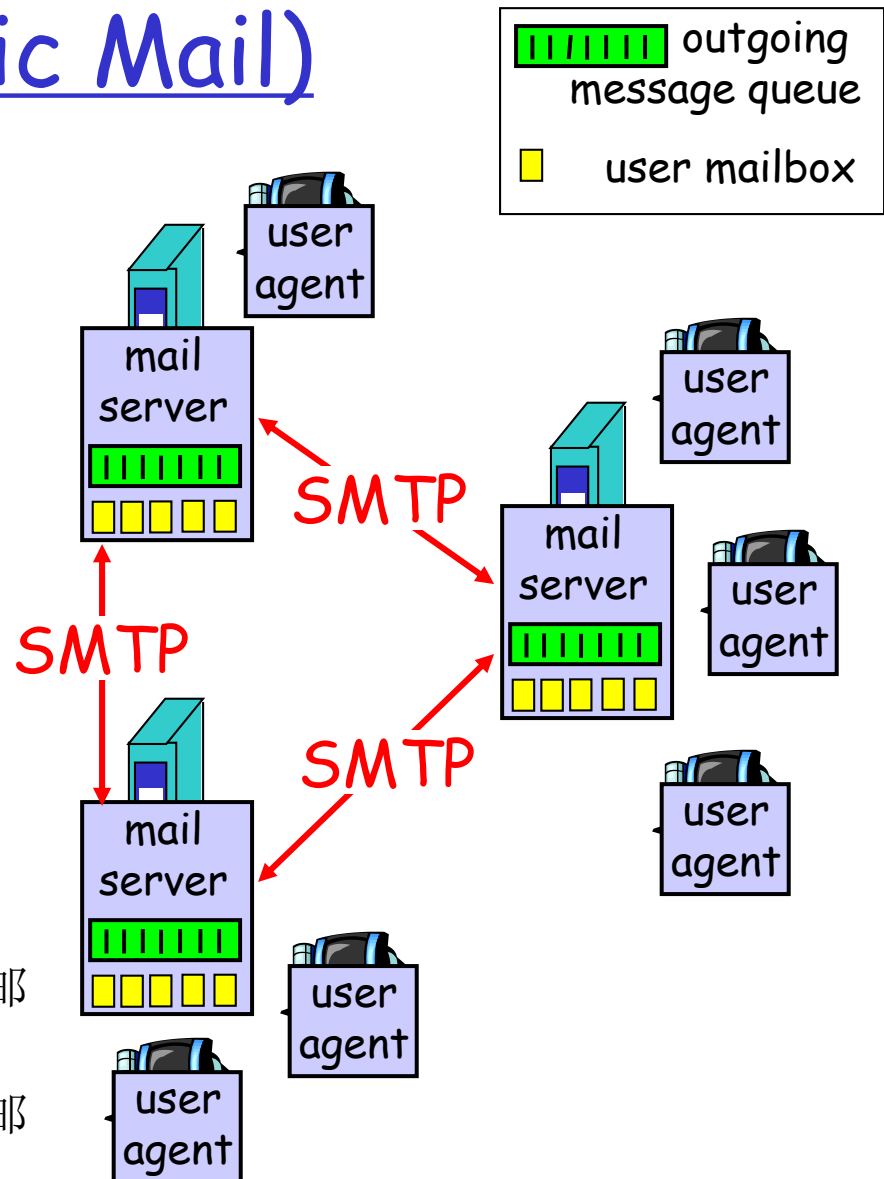 ic Mail)
outgoing
message queue
user mailbox
user
agent
mail
server
user
agent
SMTP
mail
server
user
agent
SMTP
SMTP
user
agent
mail
server
user
agent
user
agent